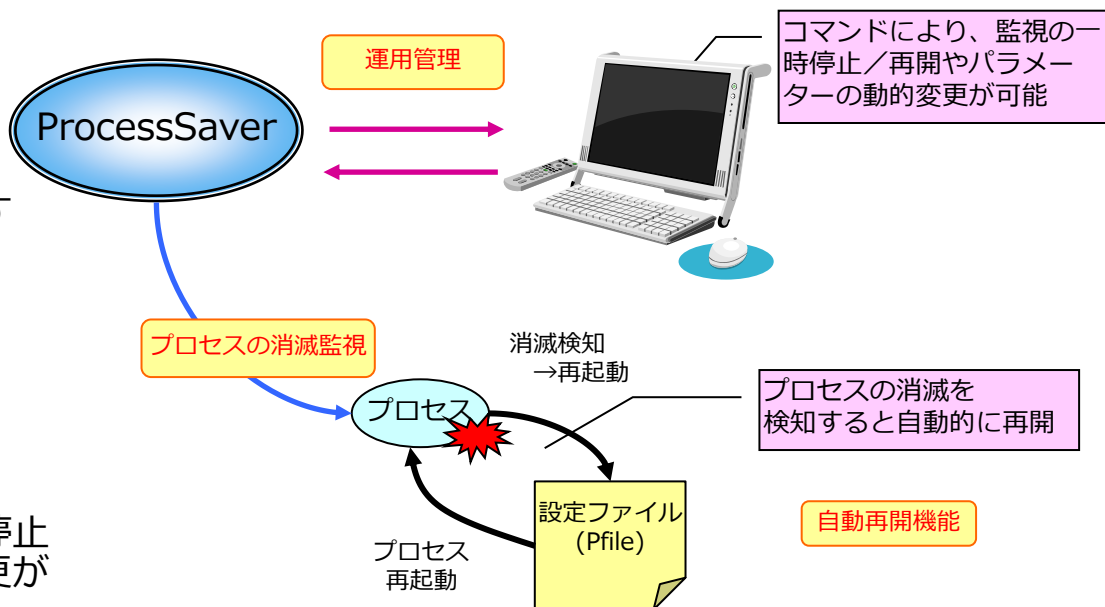 運用管理
コマンドにより、監視の一
時停止／再開やパラメー
ターの動的変更が可能
ProcessSaver
す
プロセスの消滅監視
消滅検知
→再起動
プロセス
プロセスの消滅を
検知すると自動的に再開
設定ファイル
(Pfile)
自動再開機能
プロセス
再起動
停止
更が